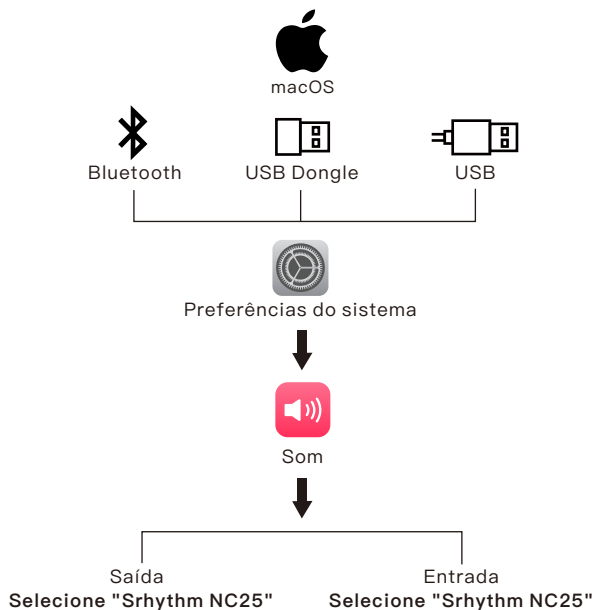 macOS
Bluetooth USB Dongle USB
Preferências do sistema
Som
Saída Entrada
Selecione "Srhythm NC25" Selecione "Srhythm NC25"